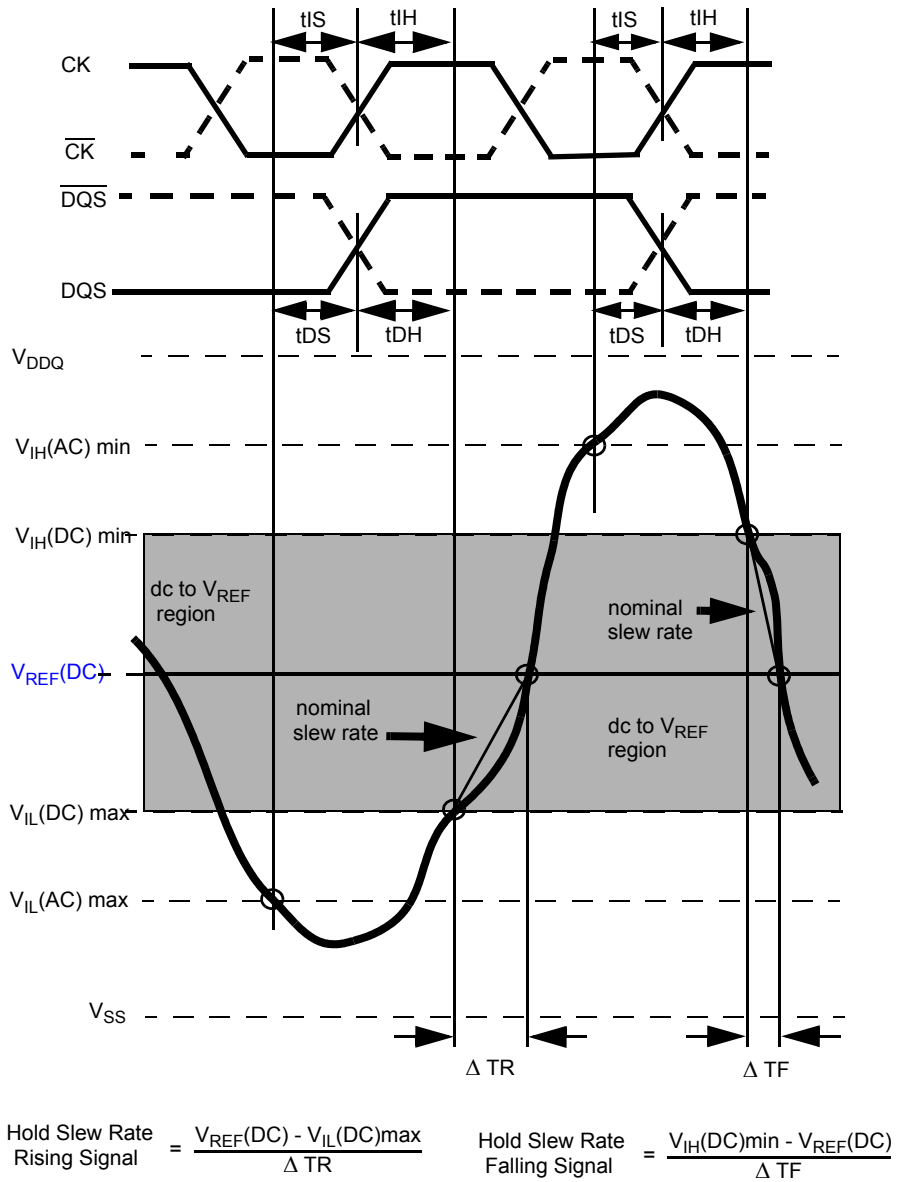 tIS tIH tIS tIH
CK
CK
DQS
DQS
tDS tDH tDS tDH
VDDQ
VIH(AC) min
VIH(DC) min
dc to VREF
region
nominal
slew rate
VREF(DC)
nominal
slew rate
dc to VREF
region
VIL(DC) max
VIL(AC) max
VSS
Δ TR Δ TF
Hold Slew Rate
Rising Signal
=
VREF(DC) - VIL(DC)max
Δ TR
Hold Slew Rate
Falling Signal
=
VIH(DC)min - VREF(DC)
Δ TF